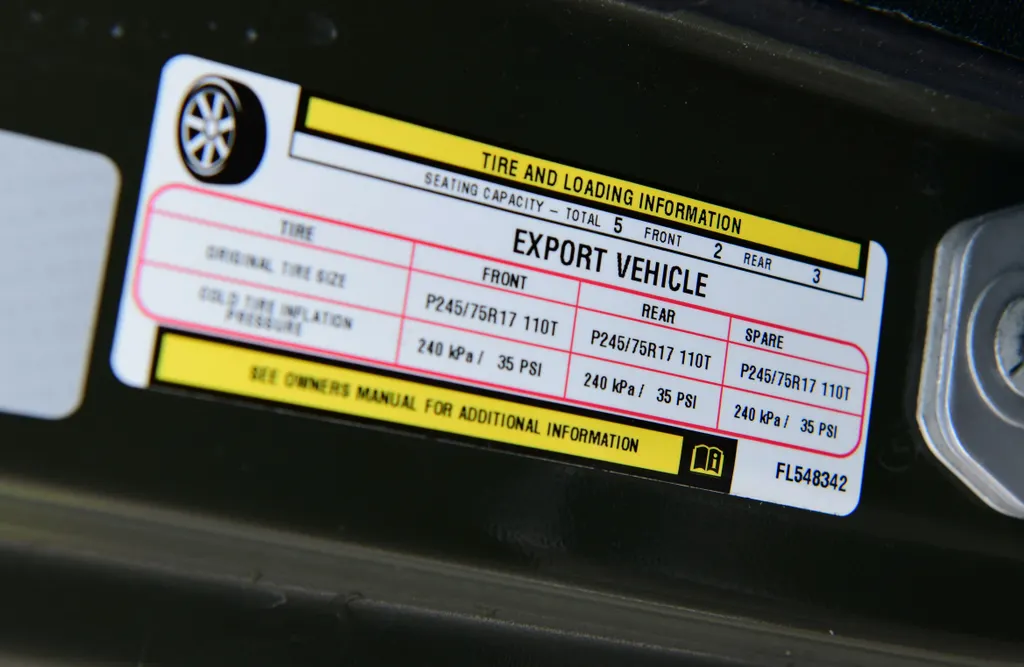 TIRE AND LOADING INFORMATION
SEATING CAPACITY – TOTAL 5 FRONT 2 REAR 3
EXPORT VEHICLE
TIRE FRONT REAR SPARE
ORIGINAL TIRE SIZE P245/75R17 110T P245/75R17 110T P245/75R17 110T
COLD TIRE INFLATION
PRESSURE 240 kPa / 35 PSI 240 kPa / 35 PSI 240 kPa / 35 PSI
SEE OWNERS MANUAL FOR ADDITIONAL INFORMATION
FL548342